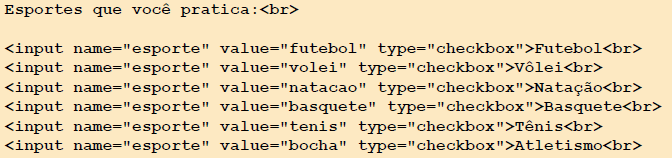 Esportes que você pratica:<br>
<input name="esporte" value="futebol" type="checkbox">Futebol<br>
<input name="esporte" value="volei" type="checkbox">Vôlei<br>
<input name="esporte" value="natacao" type="checkbox">Natação<br>
<input name="esporte" value="basquete" type="checkbox">Basquete<br>
<input name="esporte" value="tenis" type="checkbox">Tênis<br>
<input name="esporte" value="bocha" type="checkbox">Atletismo<br>